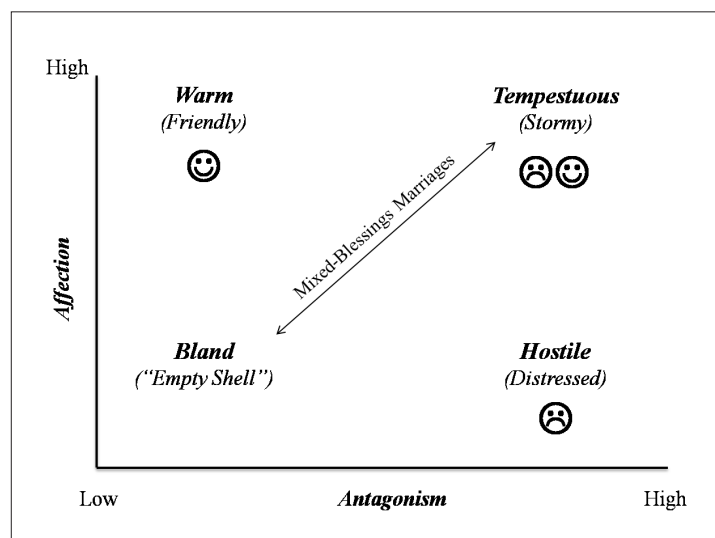 High
Warm
(Friendly)
Tempestuous
(Stormy)
Mixed-Blessings Marriages
Affection
Bland
(“Empty Shell”)
Hostile
(Distressed)
Low
Antagonism
High